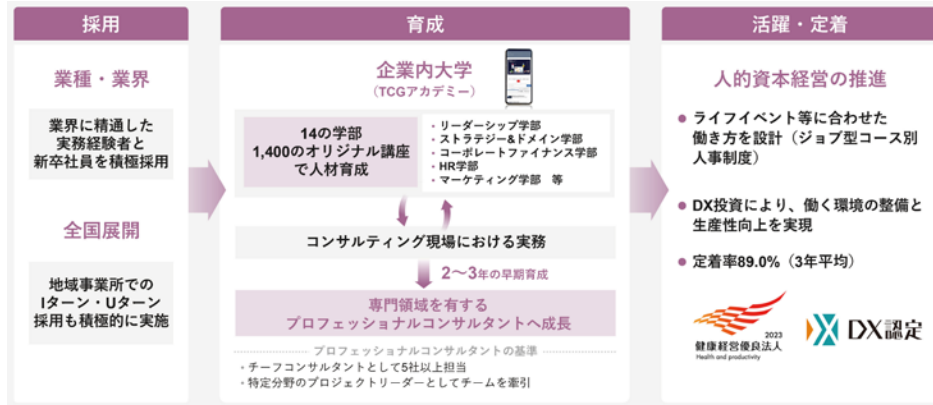 採用
業種・業界
業界に精通した
実務経験者と
新卒社員を積極採用
全国展開
地域事業所での
Iターン・Uターン
採用も積極的に実施
育成
企業内大学
（TCGアカデミー）
14の学部
1,400のオリジナル講座
で人材育成
・リーダーシップ学部
・ストラテジー&ドメイン学部
・コーポレートファイナンス学部
・HR学部
・マーケティング学部　等
コンサルティング現場における実務
2〜3年の早期育成
専門領域を有する
プロフェッショナルコンサルタントへ成長
プロフェッショナルコンサルタントの基準
・チーフコンサルタントとして5社以上担当
・特定分野のプロジェクトリーダーとしてチームを牽引
活躍・定着
人的資本経営の推進
● ライフイベント等に合わせた
働き方を設計（ジョブ型コース別
人事制度）
● DX投資により、働く環境の整備と
生産性向上を実現
● 定着率89.0%（3年平均）
2023
健康経営優良法人
Health and productivity
DX認定